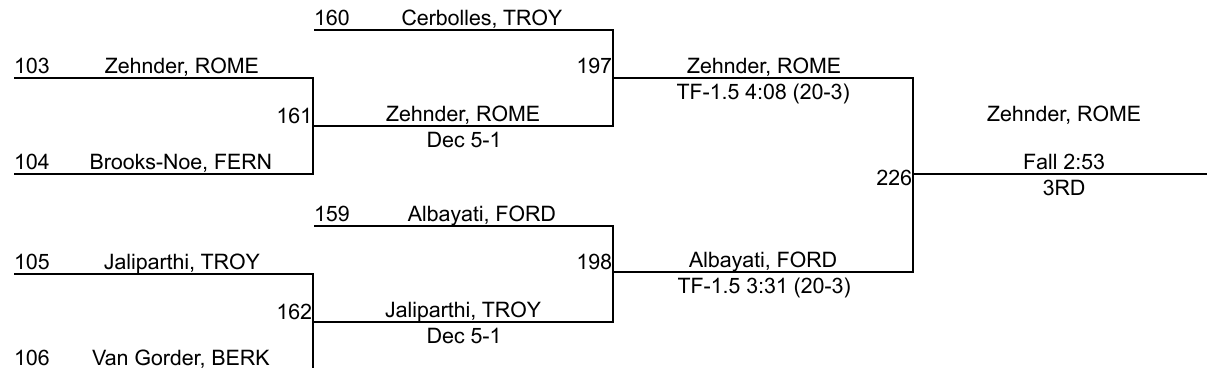 160 Cerbolles, TROY
103 Zehnder, ROME
197 Zehnder, ROME
TF-1.5 4:08 (20-3)
161 Zehnder, ROME
Dec 5-1
Zehnder, ROME
104 Brooks-Noe, FERN
Fall 2:53
226
3RD
159 Albayati, FORD
105 Jaliparthi, TROY
198 Albayati, FORD
TF-1.5 3:31 (20-3)
162 Jaliparthi, TROY
Dec 5-1
106 Van Gorder, BERK